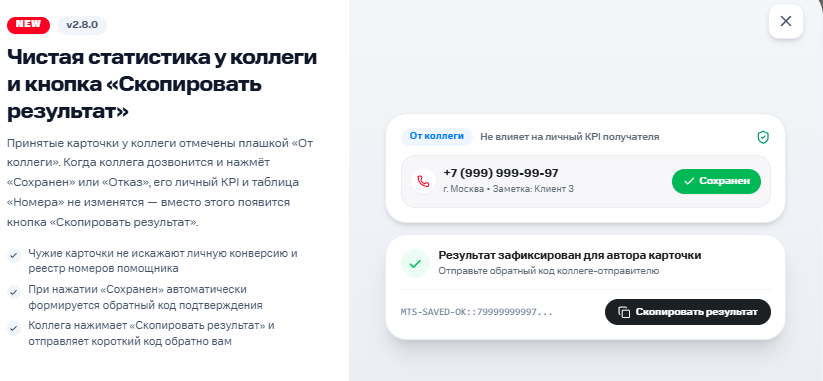 NEW v2.8.0
Чистая статистика у коллеги
и кнопка «Скопировать
результат»
Принятые карточки у коллеги отмечены плашкой «От
коллеги». Когда коллега дозвонится и нажмёт
«Сохранен» или «Отказ», его личный KPI и таблица
«Номера» не изменятся — вместо этого появится
кнопка «Скопировать результат».
Чужие карточки не искажают личную конверсию и
реестр номеров помощника
При нажатии «Сохранен» автоматически
формируется обратный код подтверждения
Коллега нажимает «Скопировать результат» и
отправляет короткий код обратно вам
От коллеги Не влияет на личный KPI получателя
+7 (999) 999-99-97
г. Москва • Заметка: Клиент 3
Сохранен
Результат зафиксирован для автора карточки
Отправьте обратный код коллеге-отправителю
MTS-SAVED-OK::79999999997...
Скопировать результат